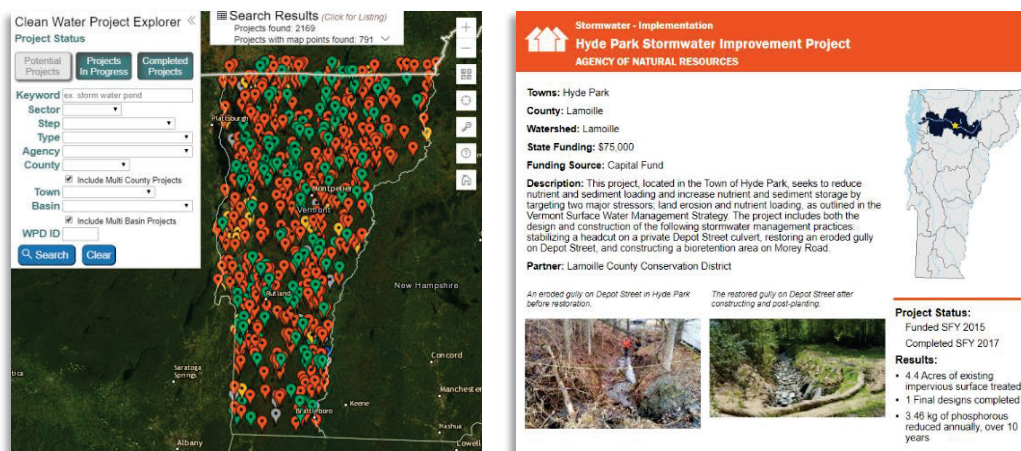 Clean Water Project Explorer
Project Status
Potential Projects
Projects In Progress
Completed Projects
Keyword ex. storm water pond
Sector
Step
Type
Agency
County
Include Multi County Projects
Town
Basin
Include Multi Basin Projects
WPD ID
Search
Clear
Search Results (Click for Listing)
Projects found: 2169
Projects with map points found: 791
Plattsburgh
Montpelier
Vermont
Rutland
New Hampshire
Concord
Saratoga
Springs
tica
Manchester
Keene
Brattleboro
Nashua
Albany
Lowell
Stormwater - Implementation
Hyde Park Stormwater Improvement Project
AGENCY OF NATURAL RESOURCES
Towns: Hyde Park
County: Lamoille
Watershed: Lamoille
State Funding: $75,000
Funding Source: Capital Fund
Description: This project, located in the Town of Hyde Park, seeks to reduce
nutrient and sediment loading and increase nutrient and sediment storage by
targeting two major stressors; land erosion and nutrient loading, as outlined in the
Vermont Surface Water Management Strategy. The project includes both the
design and construction of the following stormwater management practices:
stabilizing a headcut on a private Depot Street culvert, restoring an eroded gully
on Depot Street, and constructing a bioretention area on Morey Road.
Partner: Lamoille County Conservation District
An eroded gully on Depot Street in Hyde Park
before restoration.
The restored gully on Depot Street after
constructing and post-planting.
Project Status:
Funded SFY 2015
Completed SFY 2017
Results:
• 4.4 Acres of existing
impervious surface treated
• 1 Final designs completed
• 3.46 kg of phosphorous
reduced annually, over 10
years